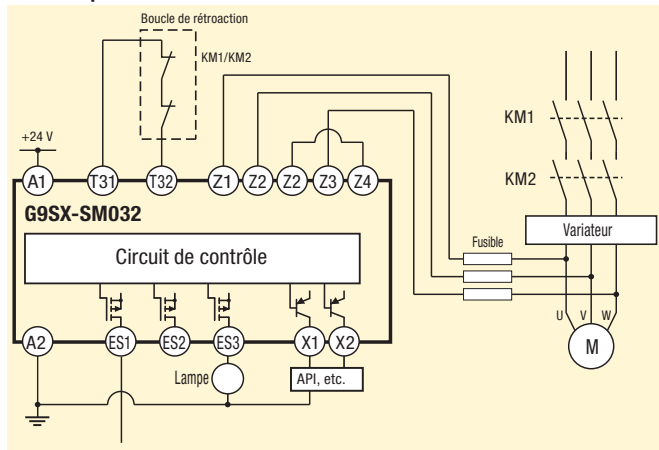 Boucle de rétroaction
KM1/KM2
+24 V
KM1
KM2
A1
T31
T32
Z1
Z2
Z2
Z3
Z4
G9SX-SM032
Circuit de contrôle
Variateur
Fusible
U
V
W
M
A2
ES1
ES2
ES3
X1
X2
Lampe
API, etc.